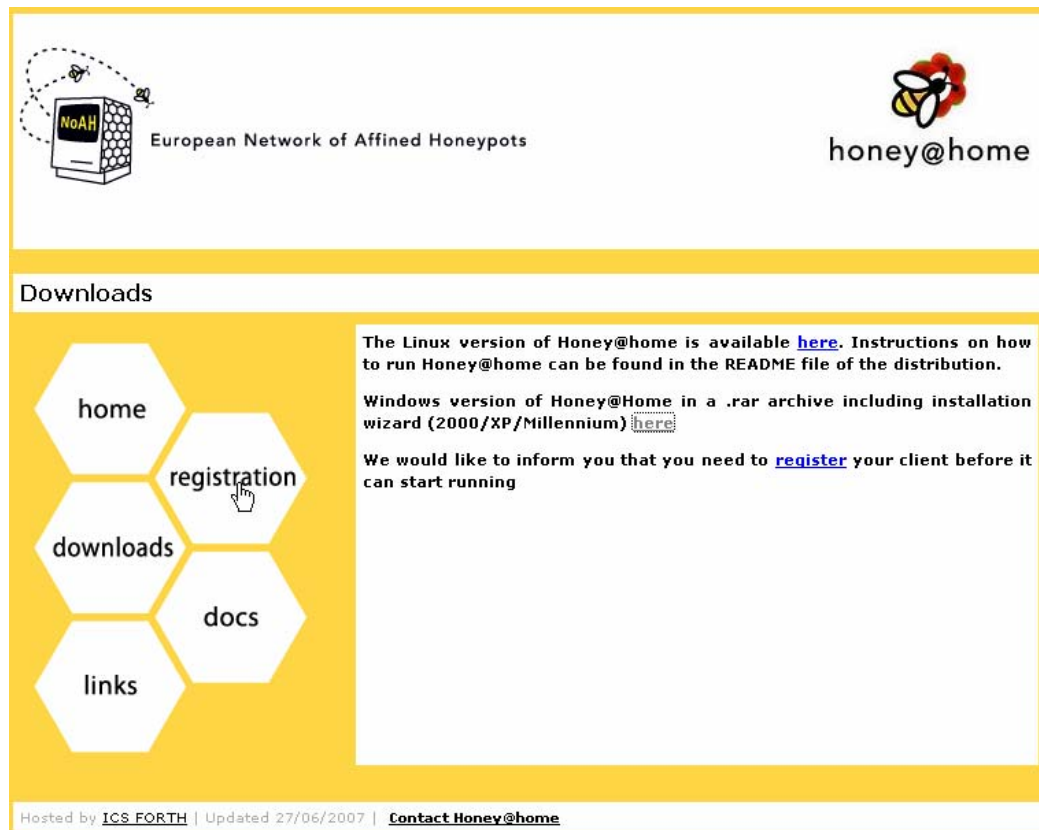 NoAH
European Network of Affined Honeypots
honey@home
Downloads
home
registration
downloads
docs
links
The Linux version of Honey@home is available here. Instructions on how
to run Honey@home can be found in the README file of the distribution.
Windows version of Honey@Home in a .rar archive including installation
wizard (2000/XP/Millennium) here
We would like to inform you that you need to register your client before it
can start running
Hosted by ICS FORTH | Updated 27/06/2007 | Contact Honey@home